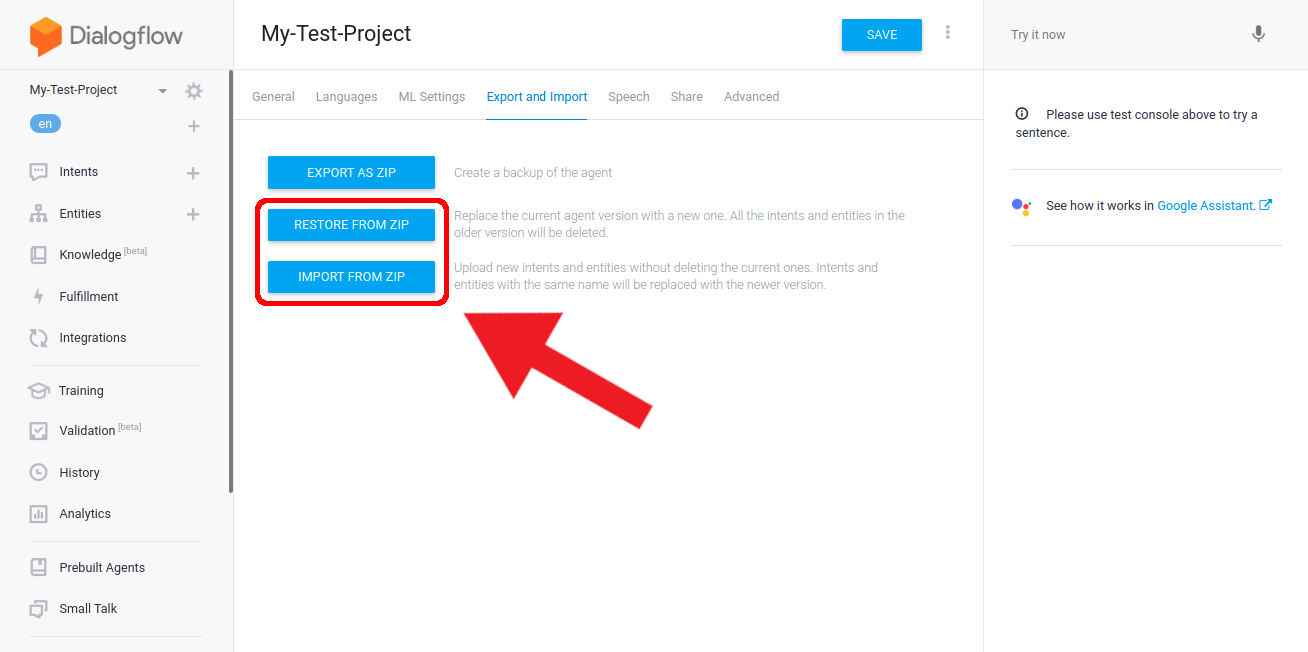 Dialogflow
My-Test-Project
en
Intents
Entities
Knowledge [beta]
Fulfillment
Integrations
Training
Validation [beta]
History
Analytics
Prebuilt Agents
Small Talk
My-Test-Project
SAVE
General Languages ML Settings Export and Import Speech Share Advanced
EXPORT AS ZIP
Create a backup of the agent
RESTORE FROM ZIP
Replace the current agent version with a new one. All the intents and entities in the
older version will be deleted.
IMPORT FROM ZIP
Upload new intents and entities without deleting the current ones. Intents and
entities with the same name will be replaced with the newer version.
Try it now
Please use test console above to try a
sentence.
See how it works in Google Assistant.